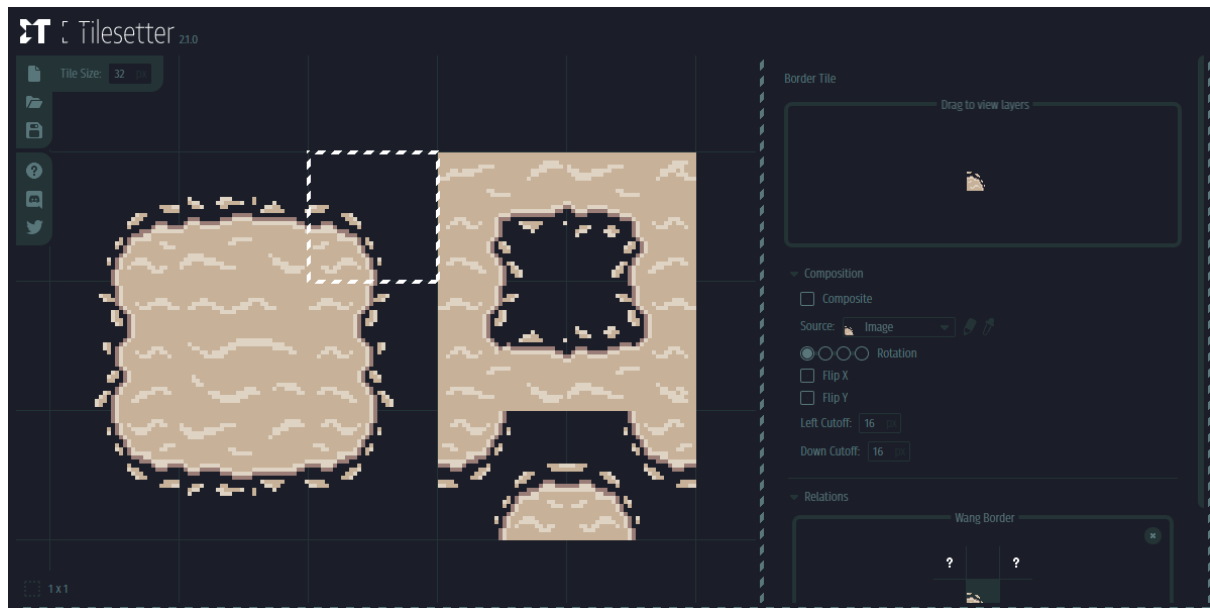 Tilesetter 2.1.0
Tile Size: 32 px
Border Tile
Drag to view layers
Composition
Composite
Source: Image
Rotation
Flip X
Flip Y
Left Cutoff: 16 px
Down Cutoff: 16 px
Relations
Wang Border
? ?
1 x 1